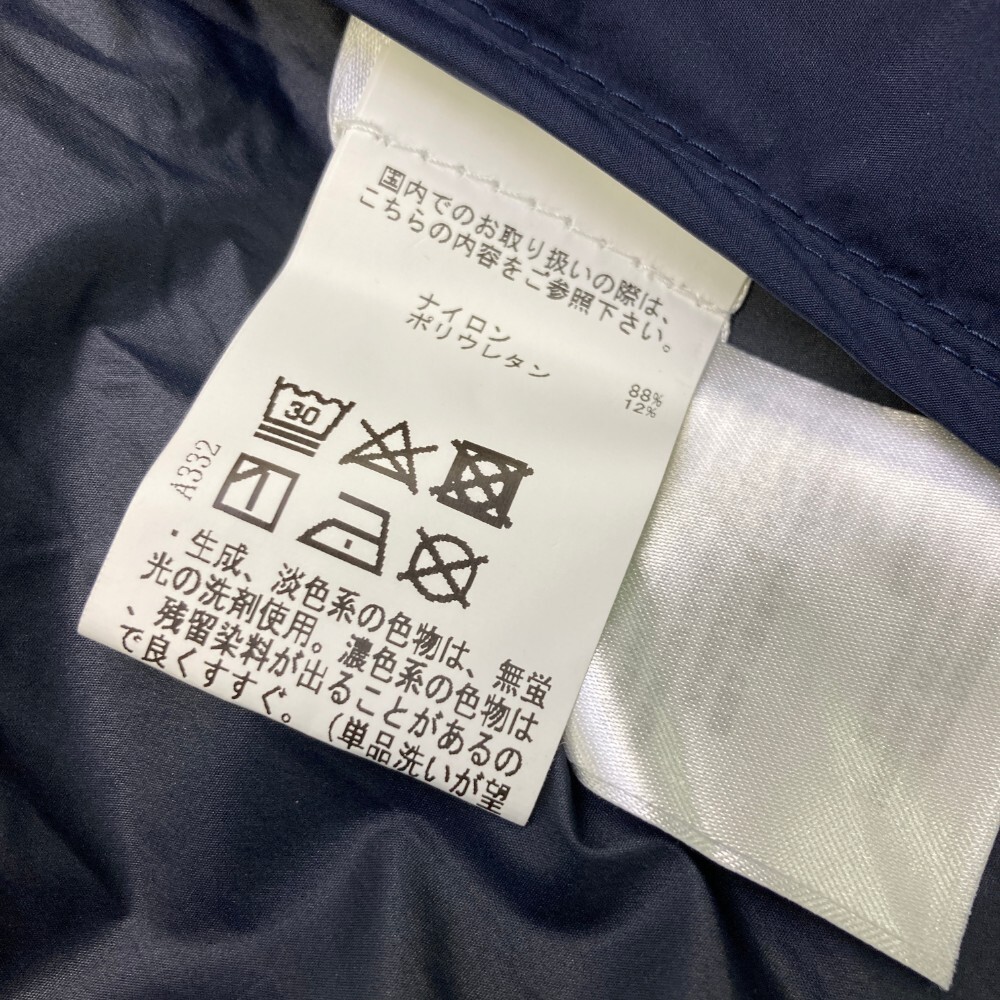 国内でのお取り扱いの際は、
こちらの内容をご参照下さい。
ナイロン 88%
ポリウレタン 12%
30
A332
・生成、淡色系の色物は、無蛍
光の洗剤使用。濃色系の色物は
、残留染料が出ることがあるの
で良くすすぐ。（単品洗いが望